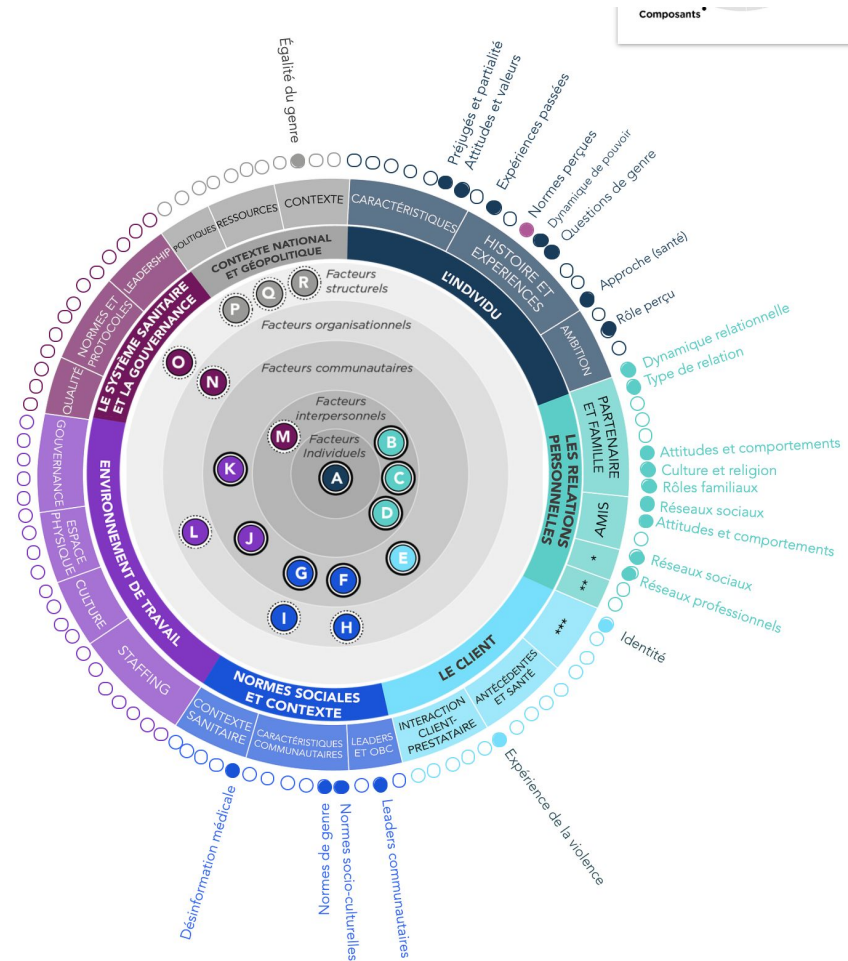 Composants
Égalité du genre
Préjugés et partialité
Attitudes et valeurs
Expériences passées
Normes perçues
Dynamique de pouvoir
Questions de genre
Approche (santé)
Rôle perçu
Dynamique relationnelle
Type de relation
Attitudes et comportements
Culture et religion
Rôles familiaux
Réseaux sociaux
Attitudes et comportements
Réseaux sociaux
Réseaux professionnels
Identité
Expérience de la violence
Leaders communautaires
Normes socio-culturelles
Normes de genre
Désinformation médicale
CARACTÉRISTIQUES
HISTOIRE ET
EXPÉRIENCES
AMBITION
PARTENAIRE
ET FAMILLE
AMIS
*
**
***
ANTÉCÉDENTES
ET SANTÉ
INTERACTION
CLIENT-
PRESTATAIRE
LEADERS
ET OBC
CARACTÉRISTIQUES
COMMUNAUTAIRES
CONTEXTE
SANITAIRE
STAFFING
CULTURE
ESPACE
PHYSIQUE
GOUVERNANCE
QUALITÉ
NORMES ET
PROTOCOLES
LEADERSHIP
POLITIQUES
RESSOURCES
CONTEXTE
L'INDIVIDU
LES RELATIONS
PERSONNELLES
LE CLIENT
NORMES SOCIALES
ET CONTEXTE
ENVIRONNEMENT DE TRAVAIL
LE SYSTÈME SANITAIRE
ET LA GOUVERNANCE
CONTEXTE NATIONAL
ET GÉOPOLITIQUE
Facteurs
structurels
Facteurs organisationnels
Facteurs communautaires
Facteurs
interpersonnels
Facteurs
Individuels
R
Q
P
O
N
M
B
K
C
A
D
L
J
E
G
F
I
H